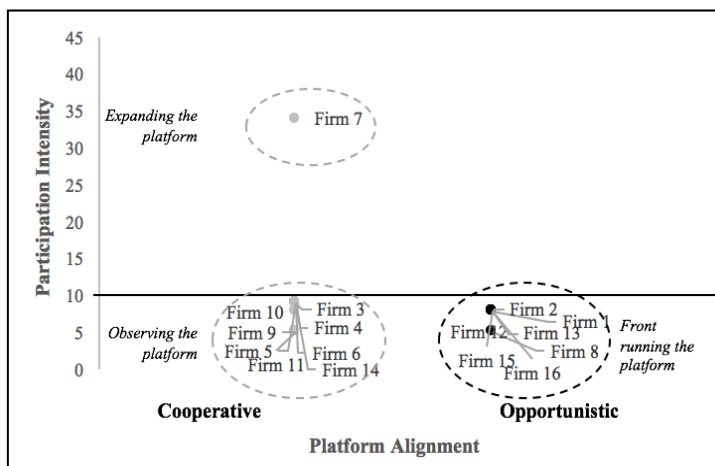 45
40
35
30
25
20
15
10
5
0
Participation Intensity
Expanding the
platform
Firm 7
Firm 10
Firm 3
Firm 9
Firm 4
Firm 5
Firm 6
Firm 11
Firm 14
Observing the
platform
Firm 2
Firm 1
Firm 12
Firm 13
Firm 15
Firm 8
Firm 16
Front
running the
platform
Cooperative
Opportunistic
Platform Alignment